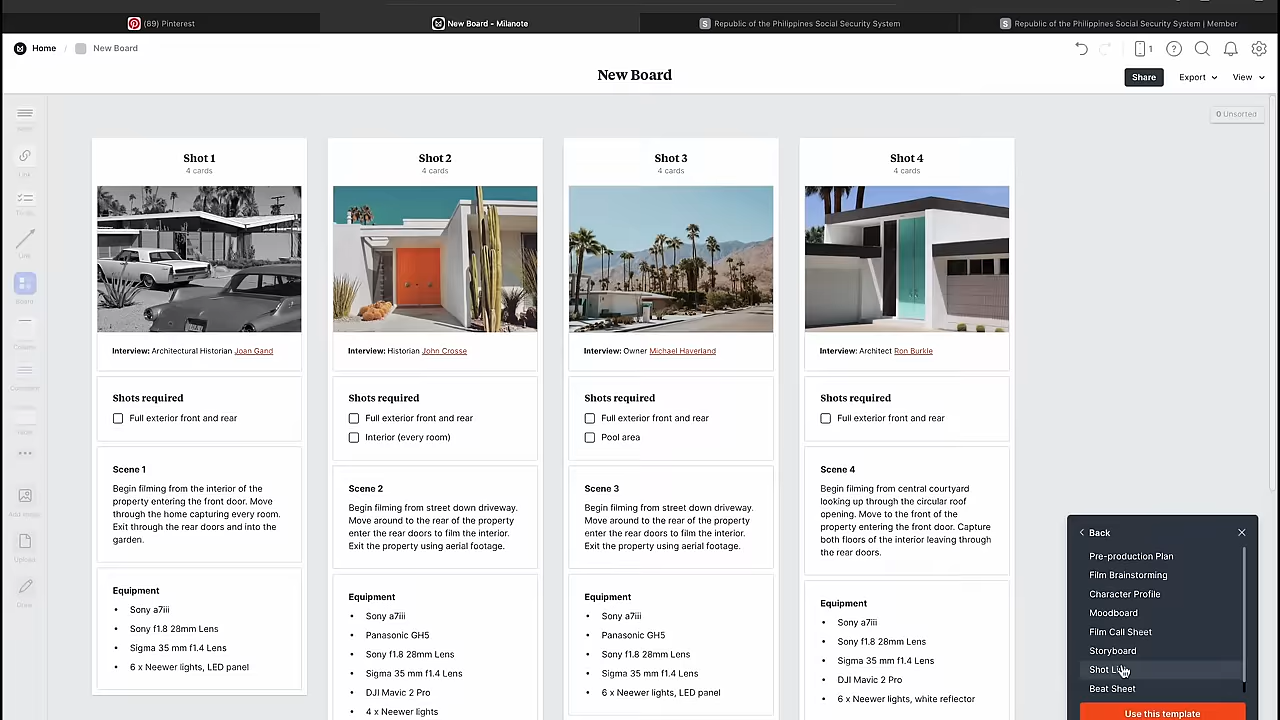 (69) Pinterest
New Board - Milanote
Republic of the Philippines Social Security System
Republic of the Philippines Social Security System | Member
Home / New Board
1
New Board
Share
Export
View
0 Unsorted
Shot 1
4 cards
Interview: Architectural Historian Joan Gand
Shots required
Full exterior front and rear
Scene 1
Begin filming from the interior of the
property entering the front door. Move
through the home capturing every room.
Exit through the rear doors and into the
garden.
Equipment
• Sony a7iii
• Sony f1.8 28mm Lens
• Sigma 35 mm f1.4 Lens
• 6 x Neewer lights, LED panel
Shot 2
4 cards
Interview: Historian John Crosse
Shots required
Full exterior front and rear
Interior (every room)
Scene 2
Begin filming from street down driveway.
Move around to the rear of the property
enter the rear doors to film the interior.
Exit the property using aerial footage.
Equipment
• Sony a7iii
• Panasonic GH5
• Sony f1.8 28mm Lens
• Sigma 35 mm f1.4 Lens
• DJI Mavic 2 Pro
• 4 x Neewer lights
Shot 3
4 cards
Interview: Owner Michael Haverland
Shots required
Full exterior front and rear
Pool area
Scene 3
Begin filming from street down driveway.
Move around to the rear of the property
enter the rear doors to film the interior.
Exit the property using aerial footage.
Equipment
• Sony a7iii
• Panasonic GH5
• Sony f1.8 28mm Lens
• Sigma 35 mm f1.4 Lens
• 6 x Neewer lights, LED panel
Shot 4
4 cards
Interview: Architect Ron Burkle
Shots required
Full exterior front and rear
Scene 4
Begin filming from central courtyard
looking up through the circular roof
opening. Move to the front of the
property entering the front door. Capture
both floors of the interior leaving through
the rear doors.
Equipment
• Sony a7iii
• Sony f1.8 28mm Lens
• Sigma 35 mm f1.4 Lens
• DJI Mavic 2 Pro
• 6 x Neewer lights, white reflector
Back
Pre-production Plan
Film Brainstorming
Character Profile
Moodboard
Film Call Sheet
Storyboard
Shot
Beat Sheet
Use this template